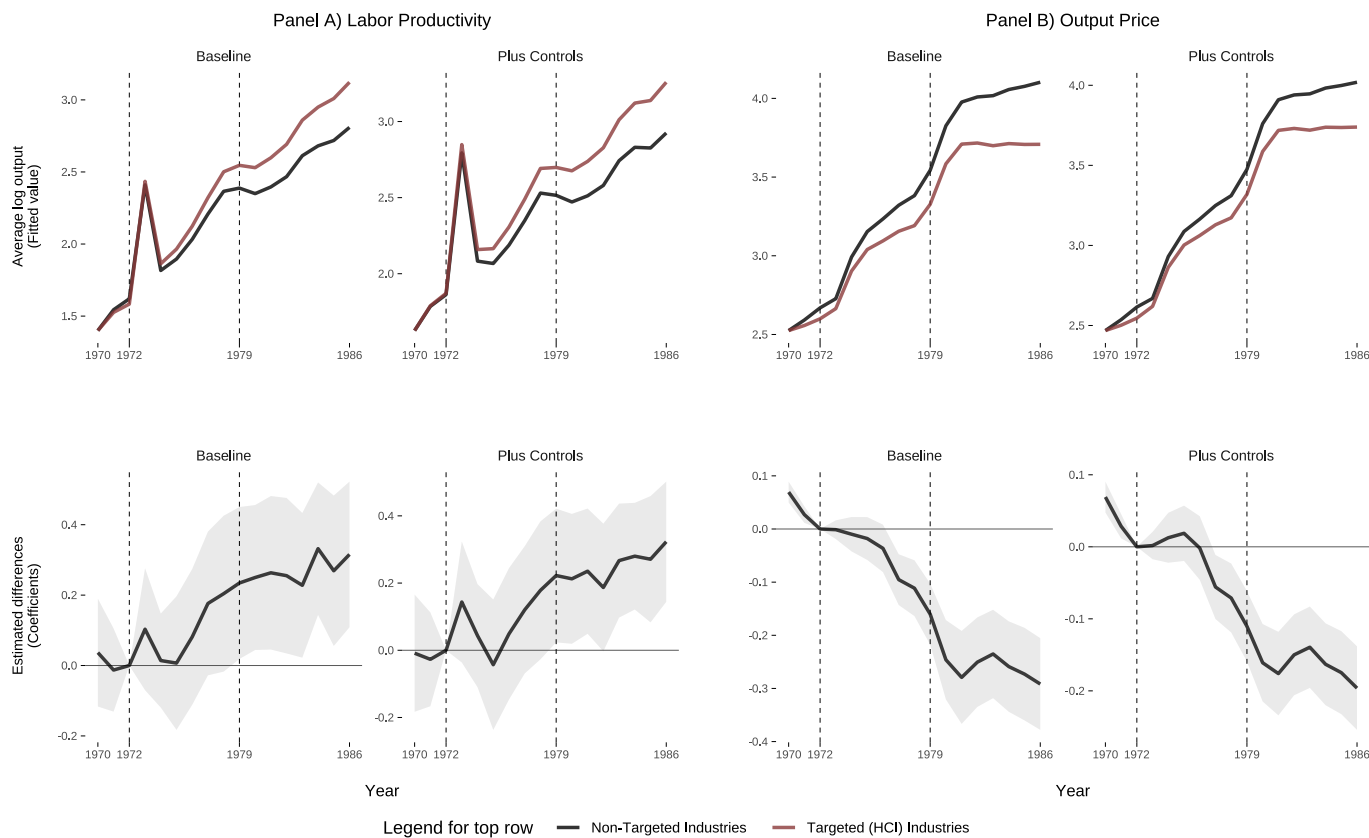 Panel A) Labor Productivity
Panel B) Output Price
Baseline
Plus Controls
Baseline
Plus Controls
Average log output
(Fitted value)
3.0
2.5
2.0
1.5
1970 1972 1979 1986
3.0
2.5
2.0
1970 1972 1979 1986
4.0
3.5
3.0
2.5
1970 1972 1979 1986
4.0
3.5
3.0
2.5
1970 1972 1979 1986
Baseline
Plus Controls
Baseline
Plus Controls
Estimated differences
(Coefficients)
0.4
0.2
0.0
-0.2
1970 1972 1979 1986
0.4
0.2
0.0
-0.2
1970 1972 1979 1986
0.1
0.0
-0.1
-0.2
-0.3
-0.4
1970 1972 1979 1986
0.1
0.0
-0.1
-0.2
1970 1972 1979 1986
Year
Year
Legend for top row Non-Targeted Industries Targeted (HCI) Industries